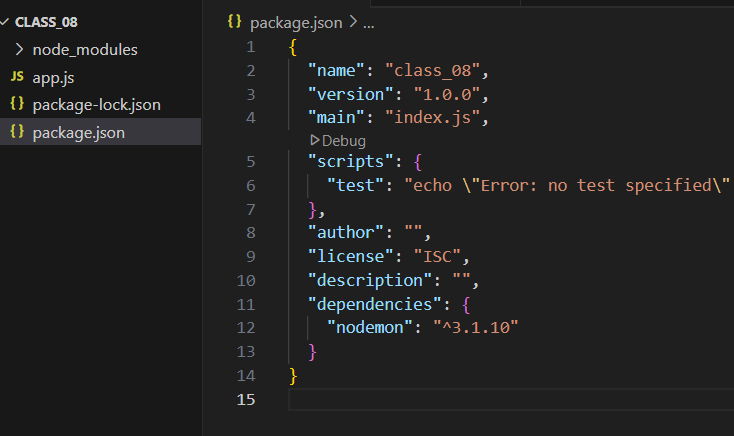 CLASS_08
node_modules
JS app.js
{} package-lock.json
{} package.json
{} package.json > ...
1 {
2 "name": "class_08",
3 "version": "1.0.0",
4 "main": "index.js",
Debug
5 "scripts": {
6 "test": "echo \"Error: no test specified\"
7 },
8 "author": "",
9 "license": "ISC",
10 "description": "",
11 "dependencies": {
12 "nodemon": "^3.1.10"
13 }
14 }
15